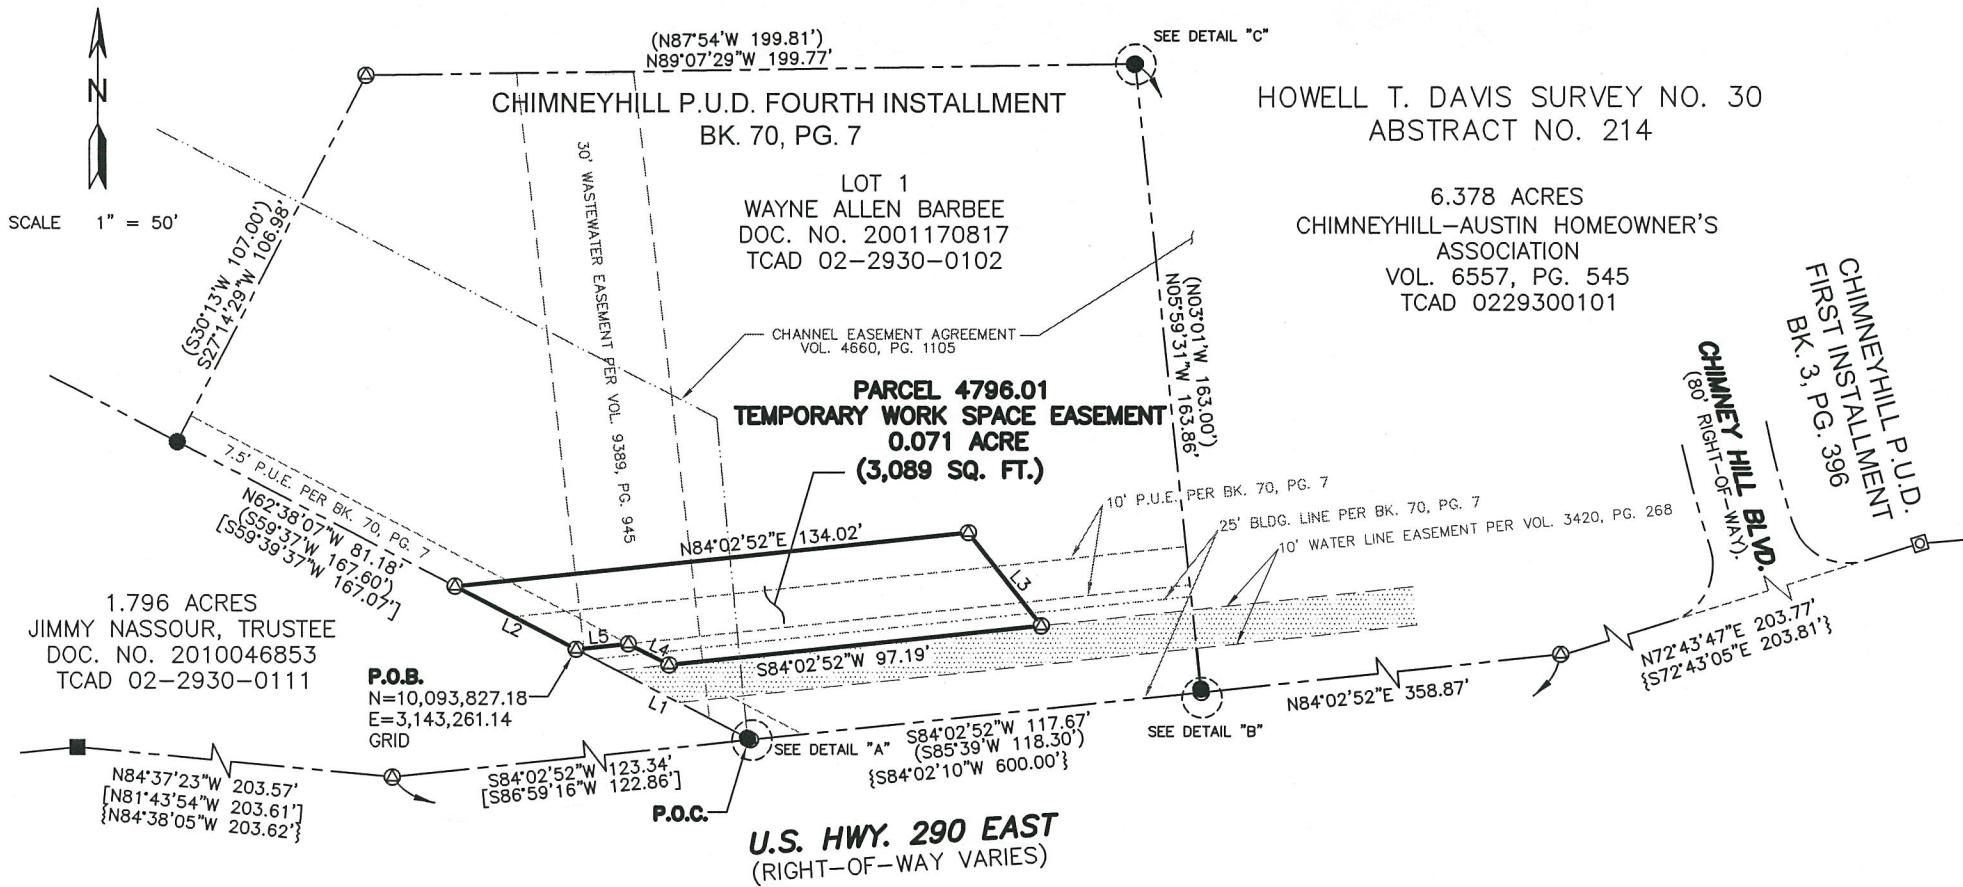 (N87°54'W 199.81')
N89°07'29"W 199.77'
SEE DETAIL "C"
N
SCALE 1" = 50'
CHIMNEYHILL P.U.D. FOURTH INSTALLMENT
BK. 70, PG. 7
HOWELL T. DAVIS SURVEY NO. 30
ABSTRACT NO. 214
LOT 1
WAYNE ALLEN BARBEE
DOC. NO. 2001170817
TCAD 02-2930-0102
6.378 ACRES
CHIMNEYHILL-AUSTIN HOMEOWNER'S
ASSOCIATION
VOL. 6557, PG. 545
TCAD 0229300101
(S30°13'W 107.00')
S27°14'29"W 106.98'
30' WASTEWATER EASEMENT PER VOL. 9389, PG. 945
CHANNEL EASEMENT AGREEMENT
VOL. 4660, PG. 1105
(N03°01'W 163.00')
N05°59'31"W 163.86'
CHIMNEYHILL P.U.D.
FIRST INSTALLMENT
BK. 3, PG. 396
CHIMNEY HILL BLVD.
(80' RIGHT-OF-WAY).
PARCEL 4796.01
TEMPORARY WORK SPACE EASEMENT
0.071 ACRE
(3,089 SQ. FT.)
7.5' P.U.E. PER BK. 70, PG. 7
N62°38'07"W 81.18'
(S59°37'W 167.60')
[S59°39'37"W 167.07']
10' P.U.E. PER BK. 70, PG. 7
25' BLDG. LINE PER BK. 70, PG. 7
10' WATER LINE EASEMENT PER VOL. 3420, PG. 268
N84°02'52"E 134.02'
L3
L2
L5
L4
S84°02'52"W 97.19'
L1
1.796 ACRES
JIMMY NASSOUR, TRUSTEE
DOC. NO. 2010046853
TCAD 02-2930-0111
P.O.B.
N=10,093,827.18
E=3,143,261.14
GRID
N72°43'47"E 203.77'
{S72°43'05"E 203.81'}
N84°02'52"E 358.87'
SEE DETAIL "B"
SEE DETAIL "A"
S84°02'52"W 117.67'
(S85°39'W 118.30')
{S84°02'10"W 600.00'}
N84°37'23"W 203.57'
[N81°43'54"W 203.61']
{N84°38'05"W 203.62'}
S84°02'52"W 123.34'
[S86°59'16"W 122.86']
P.O.C.
U.S. HWY. 290 EAST
(RIGHT-OF-WAY VARIES)